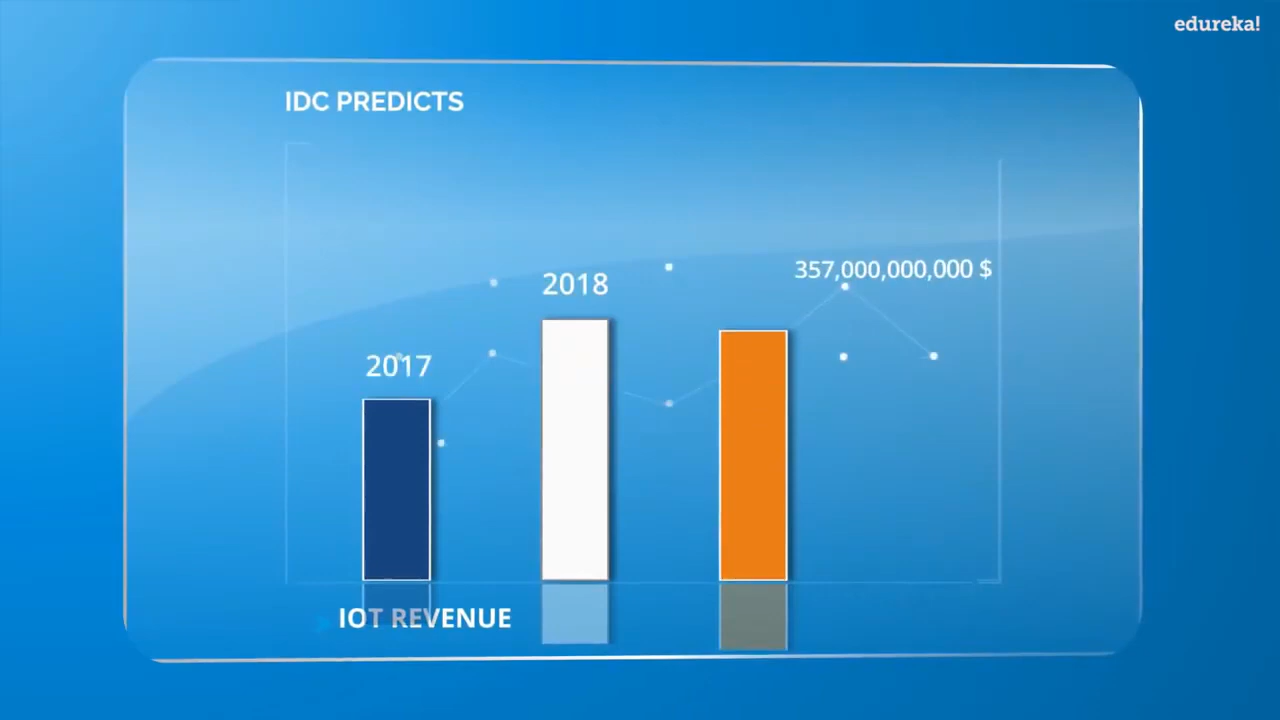 edureka!
IDC PREDICTS
357,000,000,000 $
2018
2017
IOT REVENUE